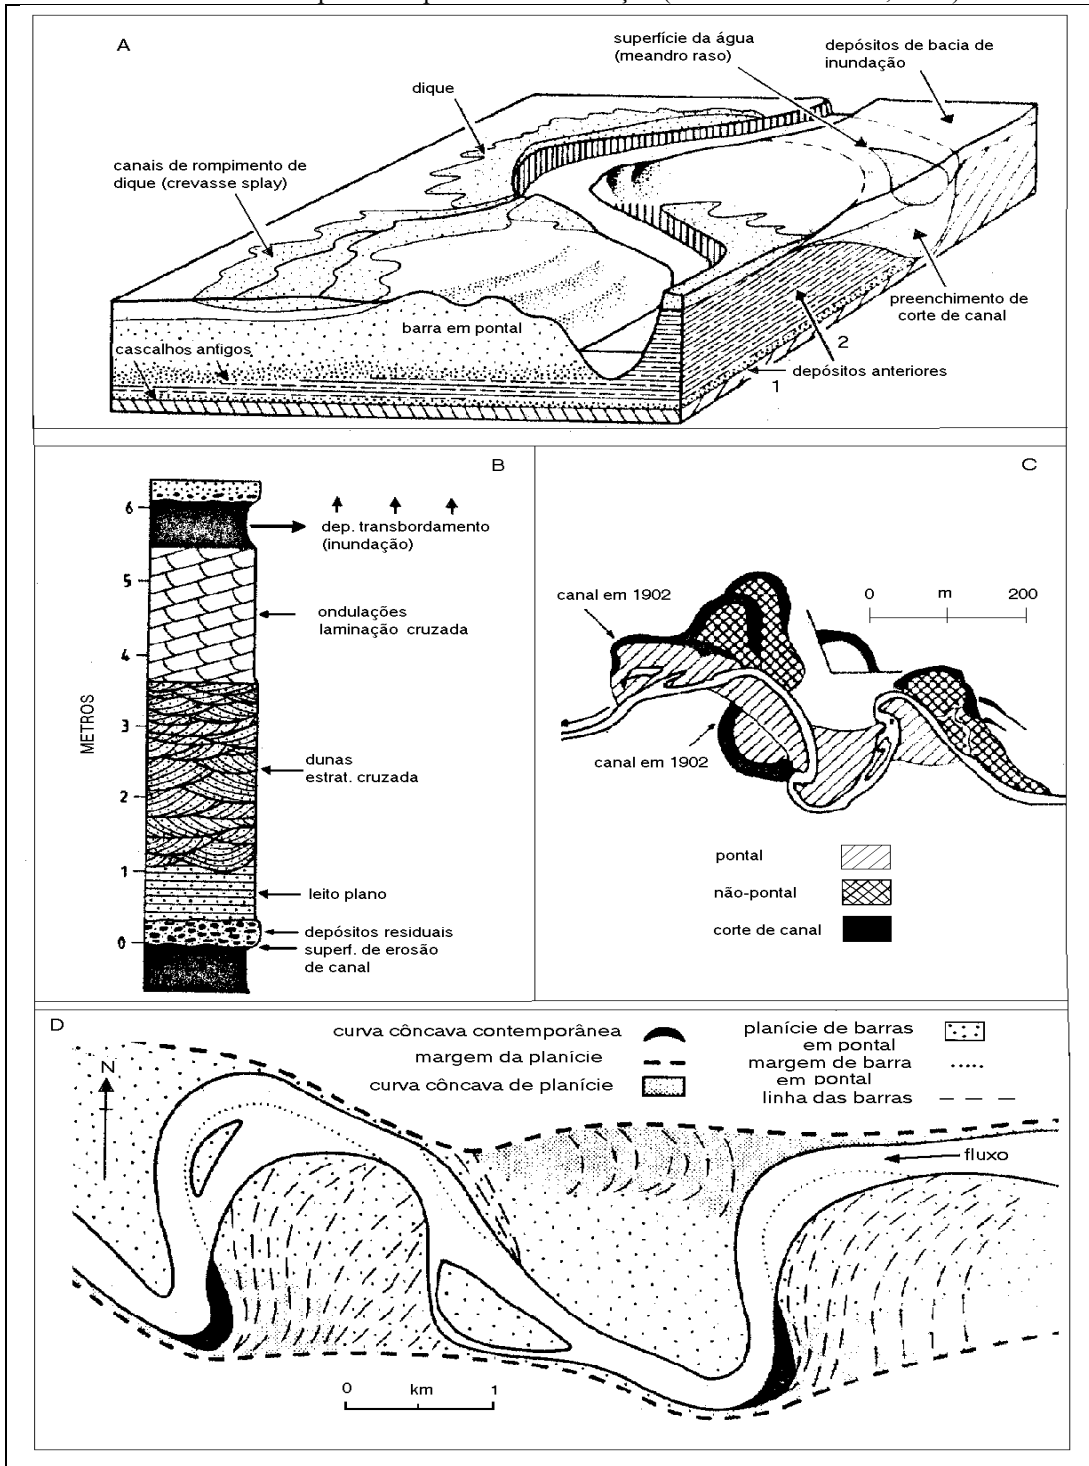 A
superfície da água
(meandro raso)
depósitos de bacia de
inundação
dique
canais de rompimento de
dique (crevasse splay)
barra em pontal
cascalhos antigos
preenchimento de
corte de canal
2
depósitos anteriores
1
B
6
dep. transbordamento
(inundação)
5
ondulações
laminação cruzada
4
METROS
3
dunas
estrat. cruzada
2
1
leito plano
depósitos residuais
0
superf. de erosão
de canal
C
canal em 1902
0 m 200
canal em 1902
pontal
não-pontal
corte de canal
D
curva côncava contemporânea
margem da planície
curva côncava de planície
planície de barras
em pontal
margem de barra
em pontal
linha das barras
N
fluxo
0 km 1